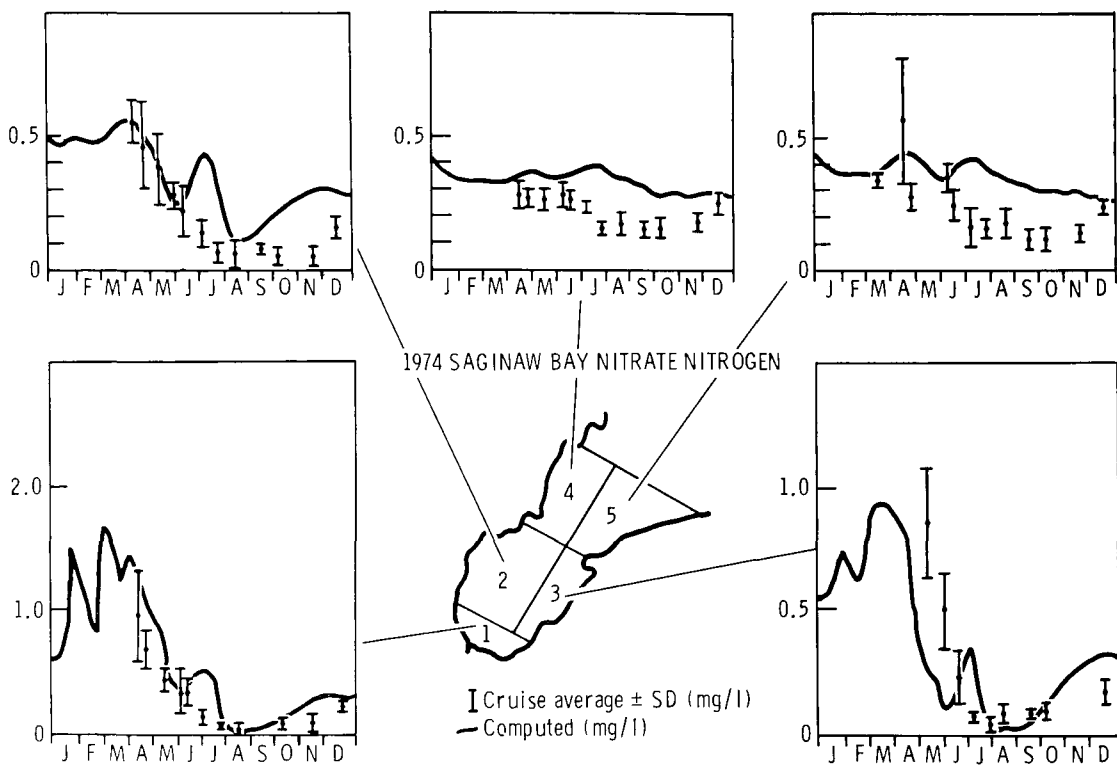 0.5
0
J F M A M J J A S O N D
0.5
0
J F M A M J J A S O N D
0.5
0
J F M A M J J A S O N D
1974 SAGINAW BAY NITRATE NITROGEN
2.0
1.0
0
J F M A M J J A S O N D
4
5
2
3
1
Cruise average ± SD (mg/l)
Computed (mg/l)
1.0
0.5
0
J F M A M J J A S O N D